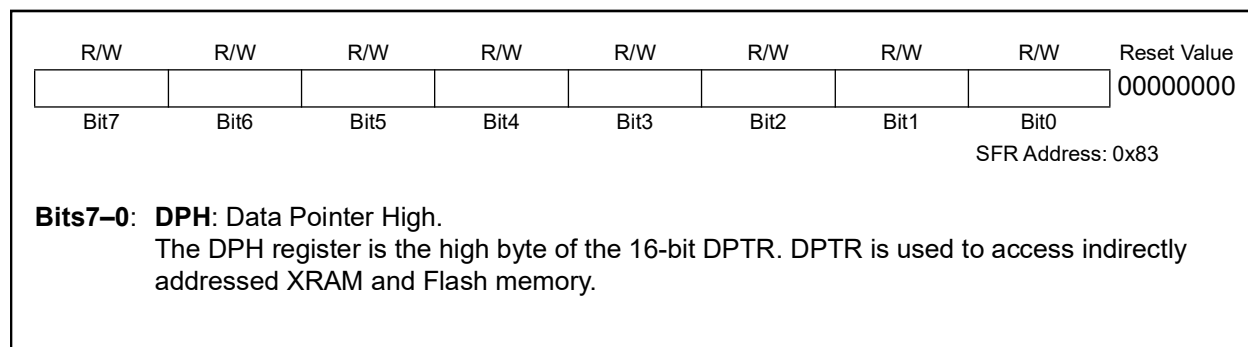 R/W R/W R/W R/W R/W R/W R/W R/W Reset Value
00000000
Bit7 Bit6 Bit5 Bit4 Bit3 Bit2 Bit1 Bit0
SFR Address: 0x83
Bits7–0: DPH: Data Pointer High.
The DPH register is the high byte of the 16-bit DPTR. DPTR is used to access indirectly
addressed XRAM and Flash memory.